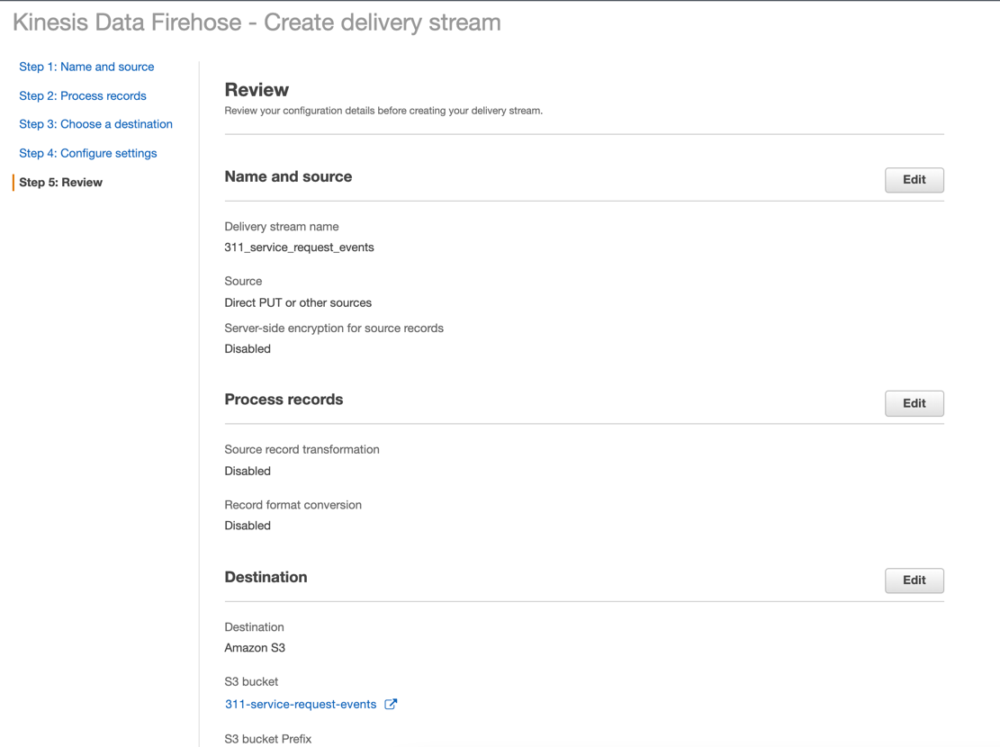 Kinesis Data Firehose - Create delivery stream
Step 1: Name and source
Step 2: Process records
Step 3: Choose a destination
Step 4: Configure settings
Step 5: Review
Review
Review your configuration details before creating your delivery stream.
Name and source
Edit
Delivery stream name
311_service_request_events
Source
Direct PUT or other sources
Server-side encryption for source records
Disabled
Process records
Edit
Source record transformation
Disabled
Record format conversion
Disabled
Destination
Edit
Destination
Amazon S3
S3 bucket
311-service-request-events
S3 bucket Prefix